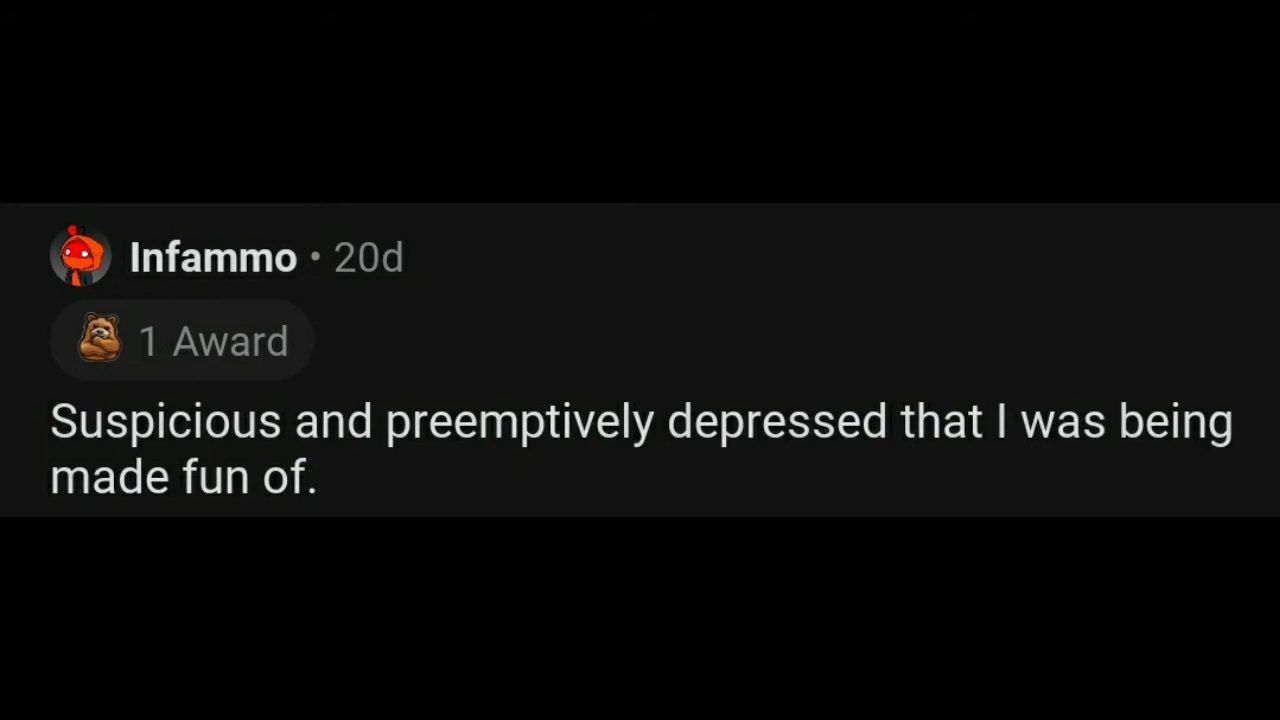 Infammo • 20d
1 Award
Suspicious and preemptively depressed that I was being
made fun of.